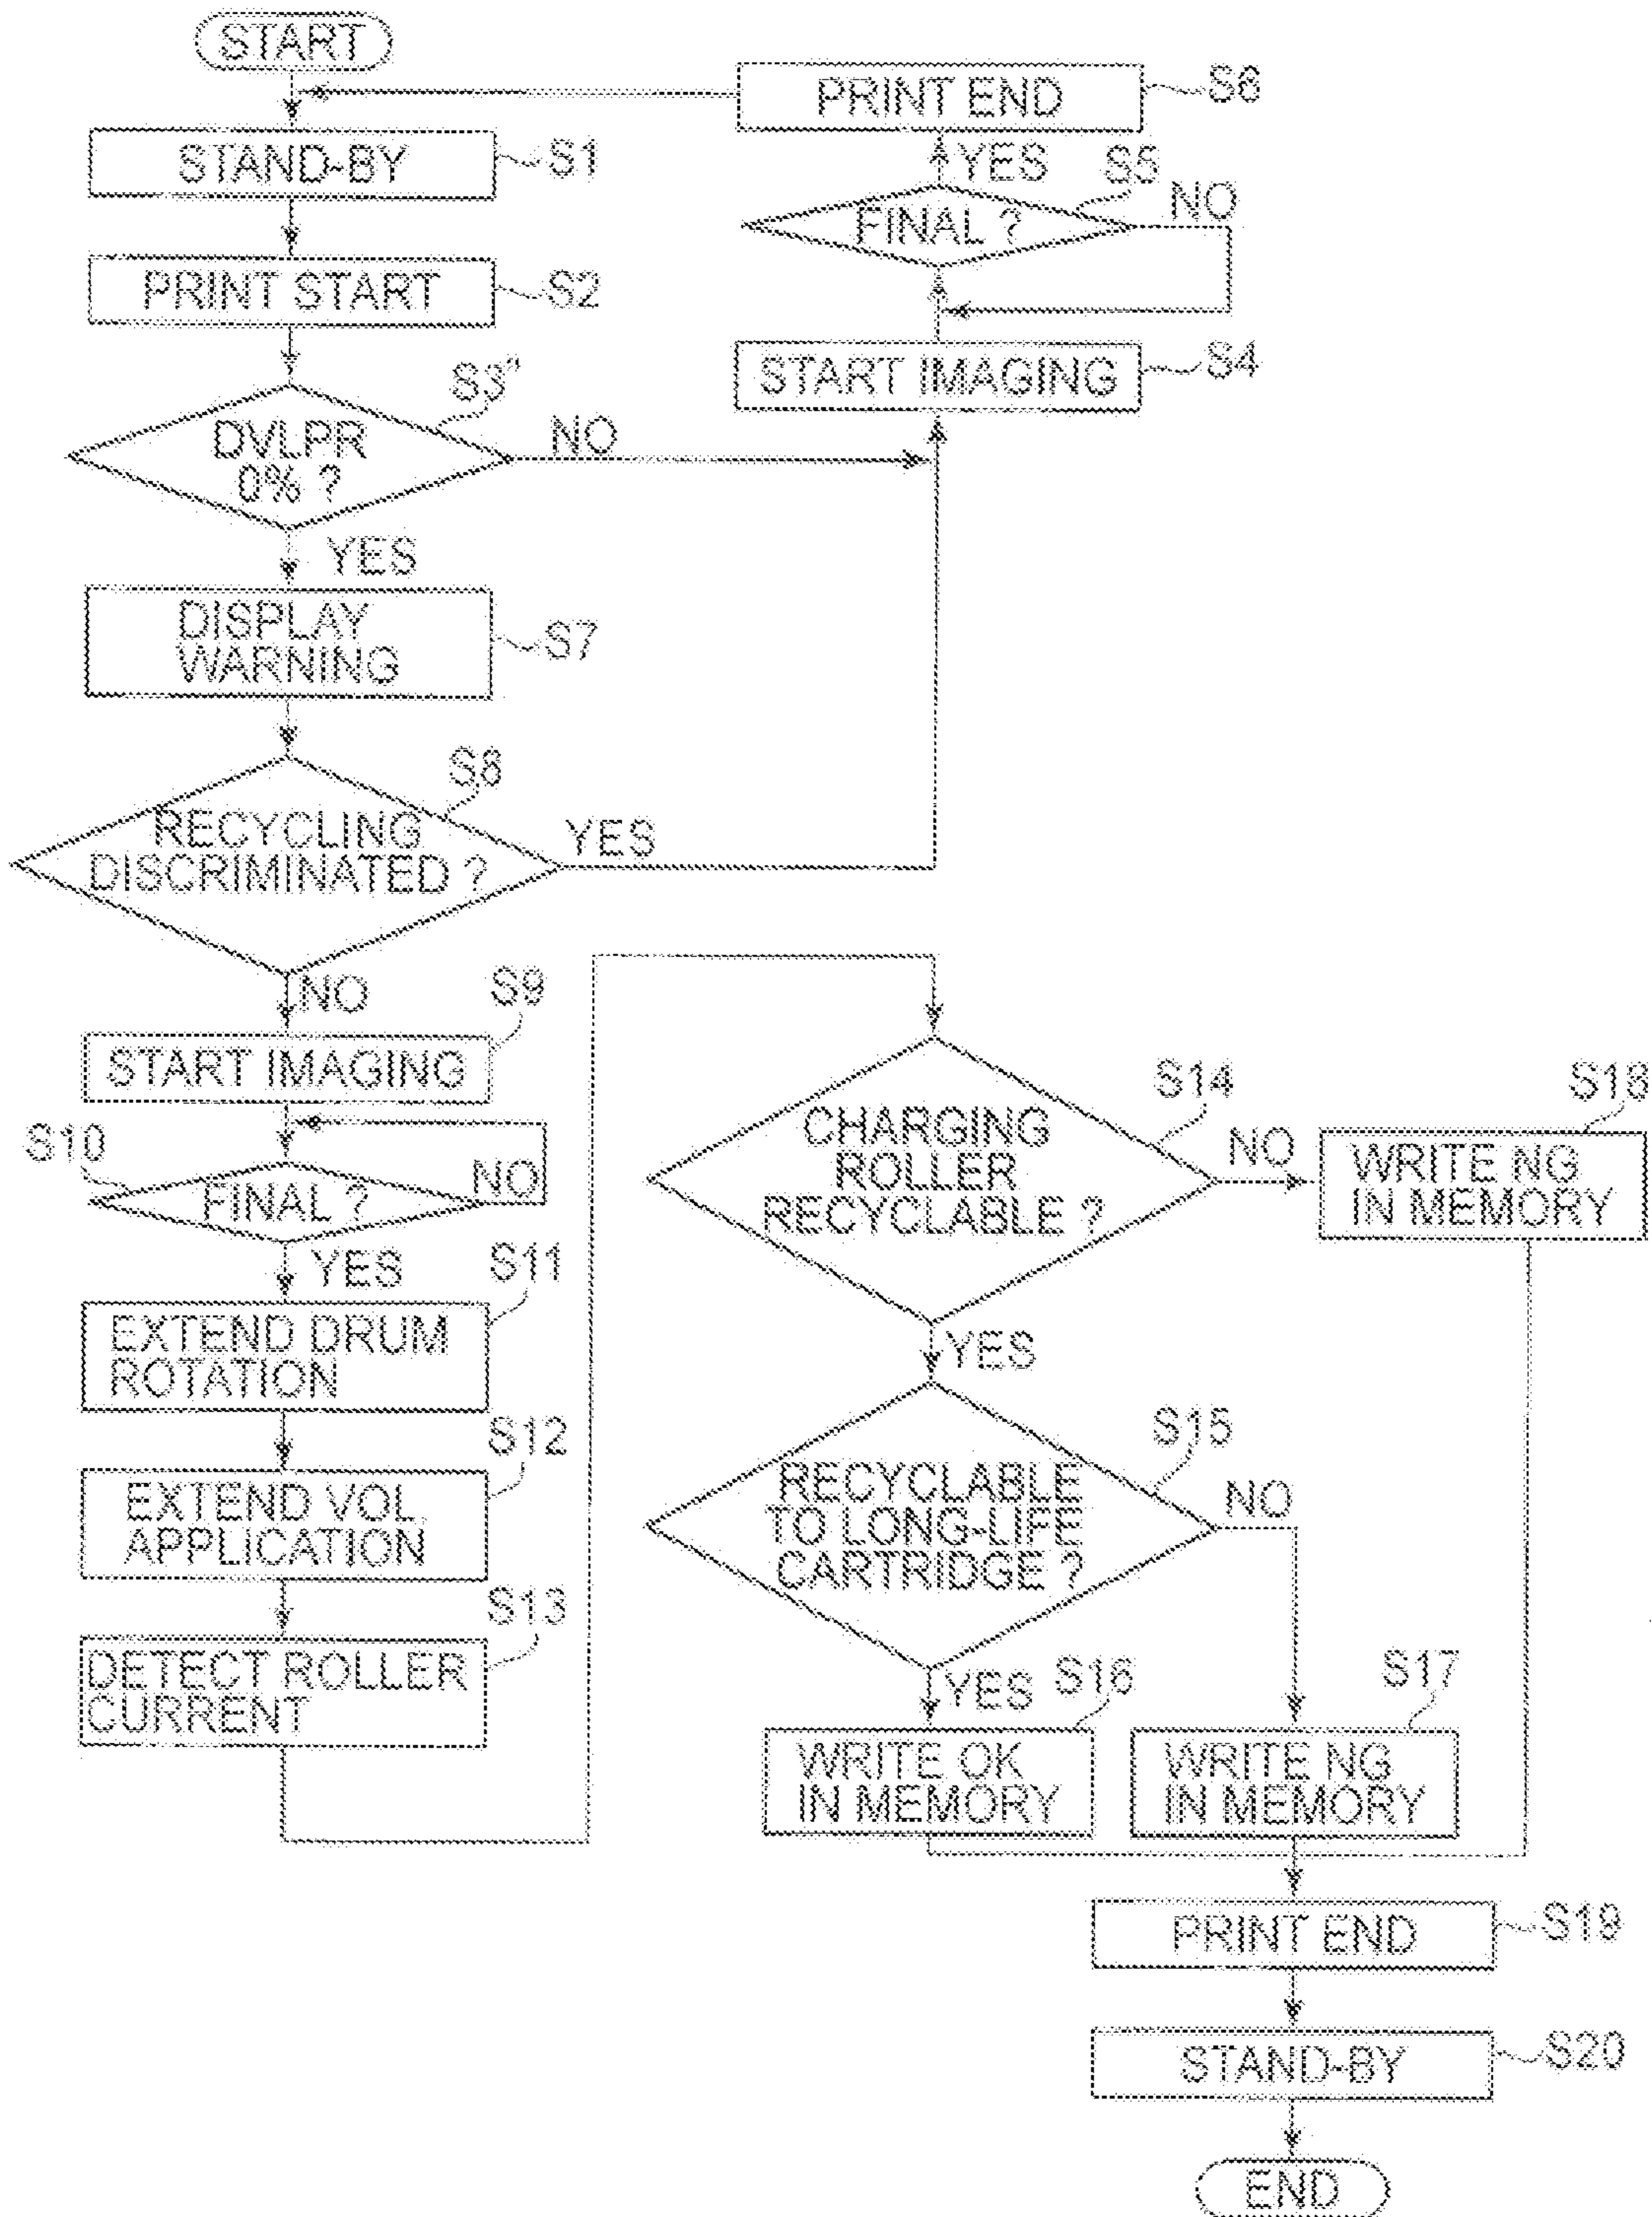 START
STAND-BY
S1
PRINT START
S2
DVLPR
0% ?
S3"
NO
YES
DISPLAY
WARNING
S7
RECYCLING
DISCRIMINATED ?
S8
YES
NO
START IMAGING
S9
FINAL ?
S10
NO
YES
EXTEND DRUM
ROTATION
S11
EXTEND VOL.
APPLICATION
S12
DETECT ROLLER
CURRENT
S13
PRINT END
S6
YES
FINAL ?
S5
NO
START IMAGING
S4
CHARGING
ROLLER
RECYCLABLE ?
S14
NO
WRITE NG
IN MEMORY
S18
YES
RECYCLABLE
TO LONG-LIFE
CARTRIDGE ?
S15
NO
YES
WRITE OK
IN MEMORY
S16
WRITE NG
IN MEMORY
S17
PRINT END
S19
STAND-BY
S20
END